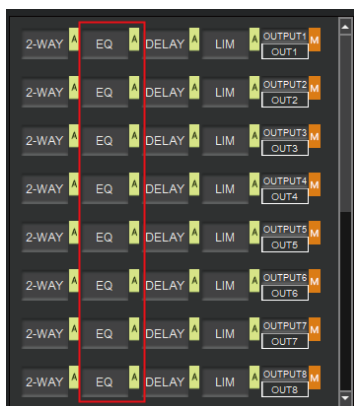 2-WAY A EQ A DELAY A LIM A OUTPUT1 M
OUT1
2-WAY A EQ A DELAY A LIM A OUTPUT2 M
OUT2
2-WAY A EQ A DELAY A LIM A OUTPUT3 M
OUT3
2-WAY A EQ A DELAY A LIM A OUTPUT4 M
OUT4
2-WAY A EQ A DELAY A LIM A OUTPUT5 M
OUT5
2-WAY A EQ A DELAY A LIM A OUTPUT6 M
OUT6
2-WAY A EQ A DELAY A LIM A OUTPUT7 M
OUT7
2-WAY A EQ A DELAY A LIM A OUTPUT8 M
OUT8